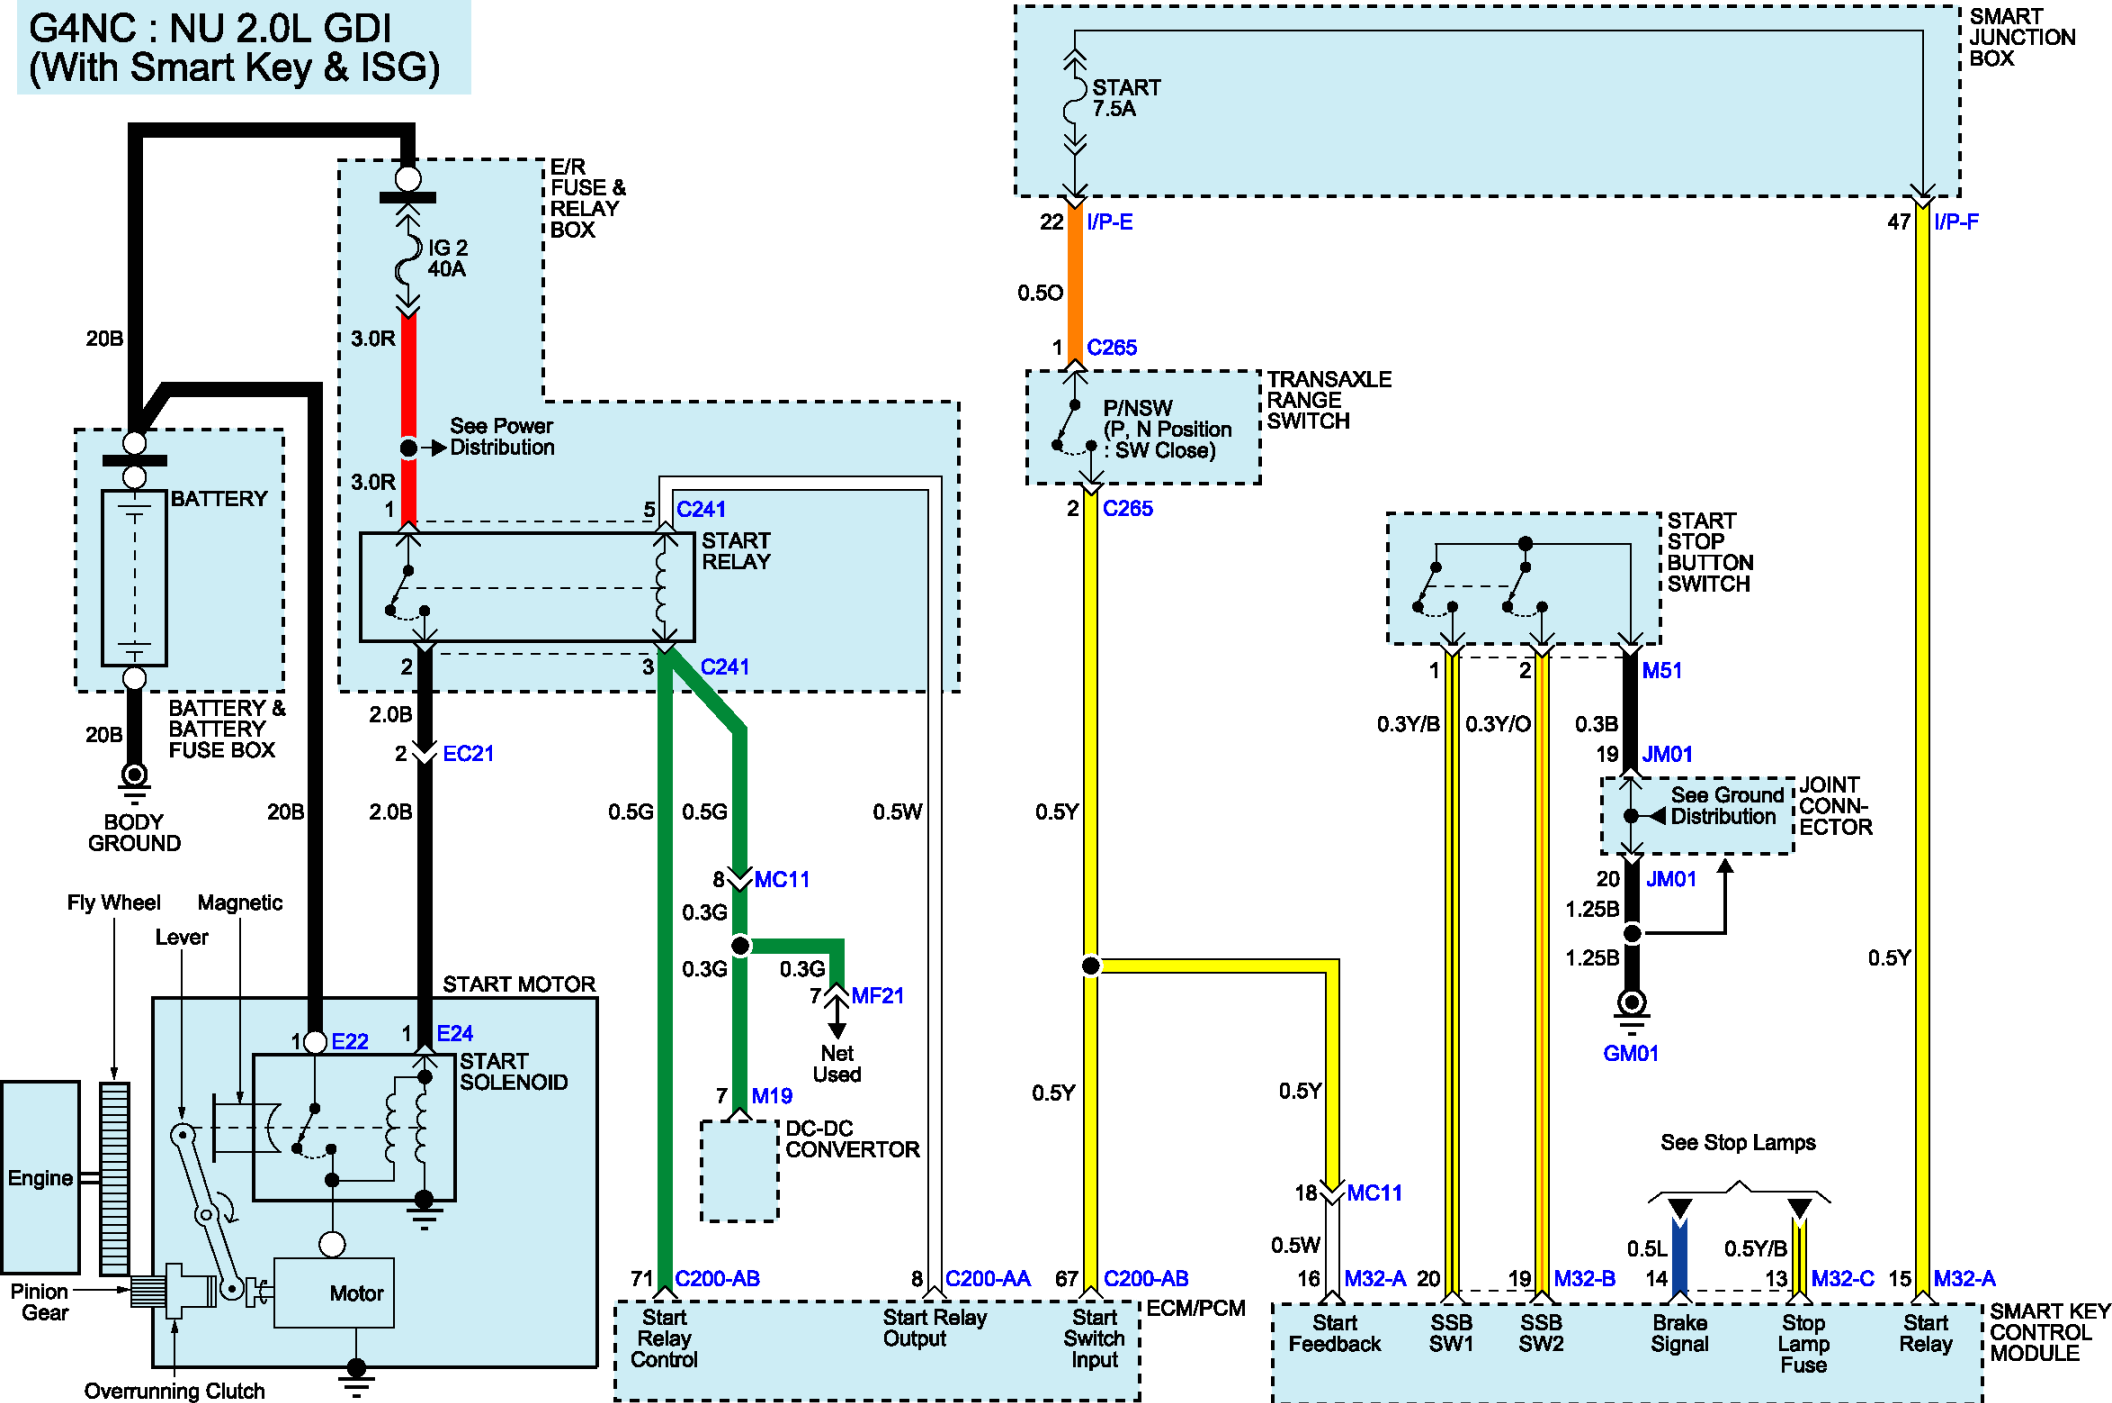 G4NC : NU 2.0L GDI
(With Smart Key & ISG)
SMART
JUNCTION
BOX
START
7.5A
22 I/P-E
47 I/P-F
E/R
FUSE &
RELAY
BOX
IG 2
40A
20B
3.0R
See Power
Distribution
3.0R
1
5 C241
START
RELAY
2
3 C241
0.5O
1 C265
TRANSAXLE
RANGE
SWITCH
P/NSW
(P, N Position
: SW Close)
2 C265
START
STOP
BUTTON
SWITCH
1
2
M51
0.3Y/B
0.3Y/O
0.3B
19 JM01
JOINT
CONN-
ECTOR
See Ground
Distribution
20 JM01
1.25B
1.25B
GM01
BATTERY
BATTERY &
BATTERY
FUSE BOX
20B
BODY
GROUND
20B
2.0B
2 EC21
2.0B
0.5G
0.5G
0.5W
0.5Y
8 MC11
0.3G
0.3G
0.3G
7 MF21
Net
Used
7 M19
DC-DC
CONVERTOR
Fly Wheel
Magnetic
Lever
START MOTOR
1 E22
1 E24
START
SOLENOID
Engine
Motor
Pinion
Gear
Overrunning Clutch
0.5Y
0.5Y
0.5Y
18 MC11
0.5W
See Stop Lamps
0.5L
0.5Y/B
71 C200-AB
8 C200-AA
67 C200-AB
ECM/PCM
Start
Relay
Control
Start Relay
Output
Start
Switch
Input
16 M32-A
20
19 M32-B
14
13 M32-C
15 M32-A
Start
Feedback
SSB
SW1
SSB
SW2
Brake
Signal
Stop
Lamp
Fuse
Start
Relay
SMART KEY
CONTROL
MODULE